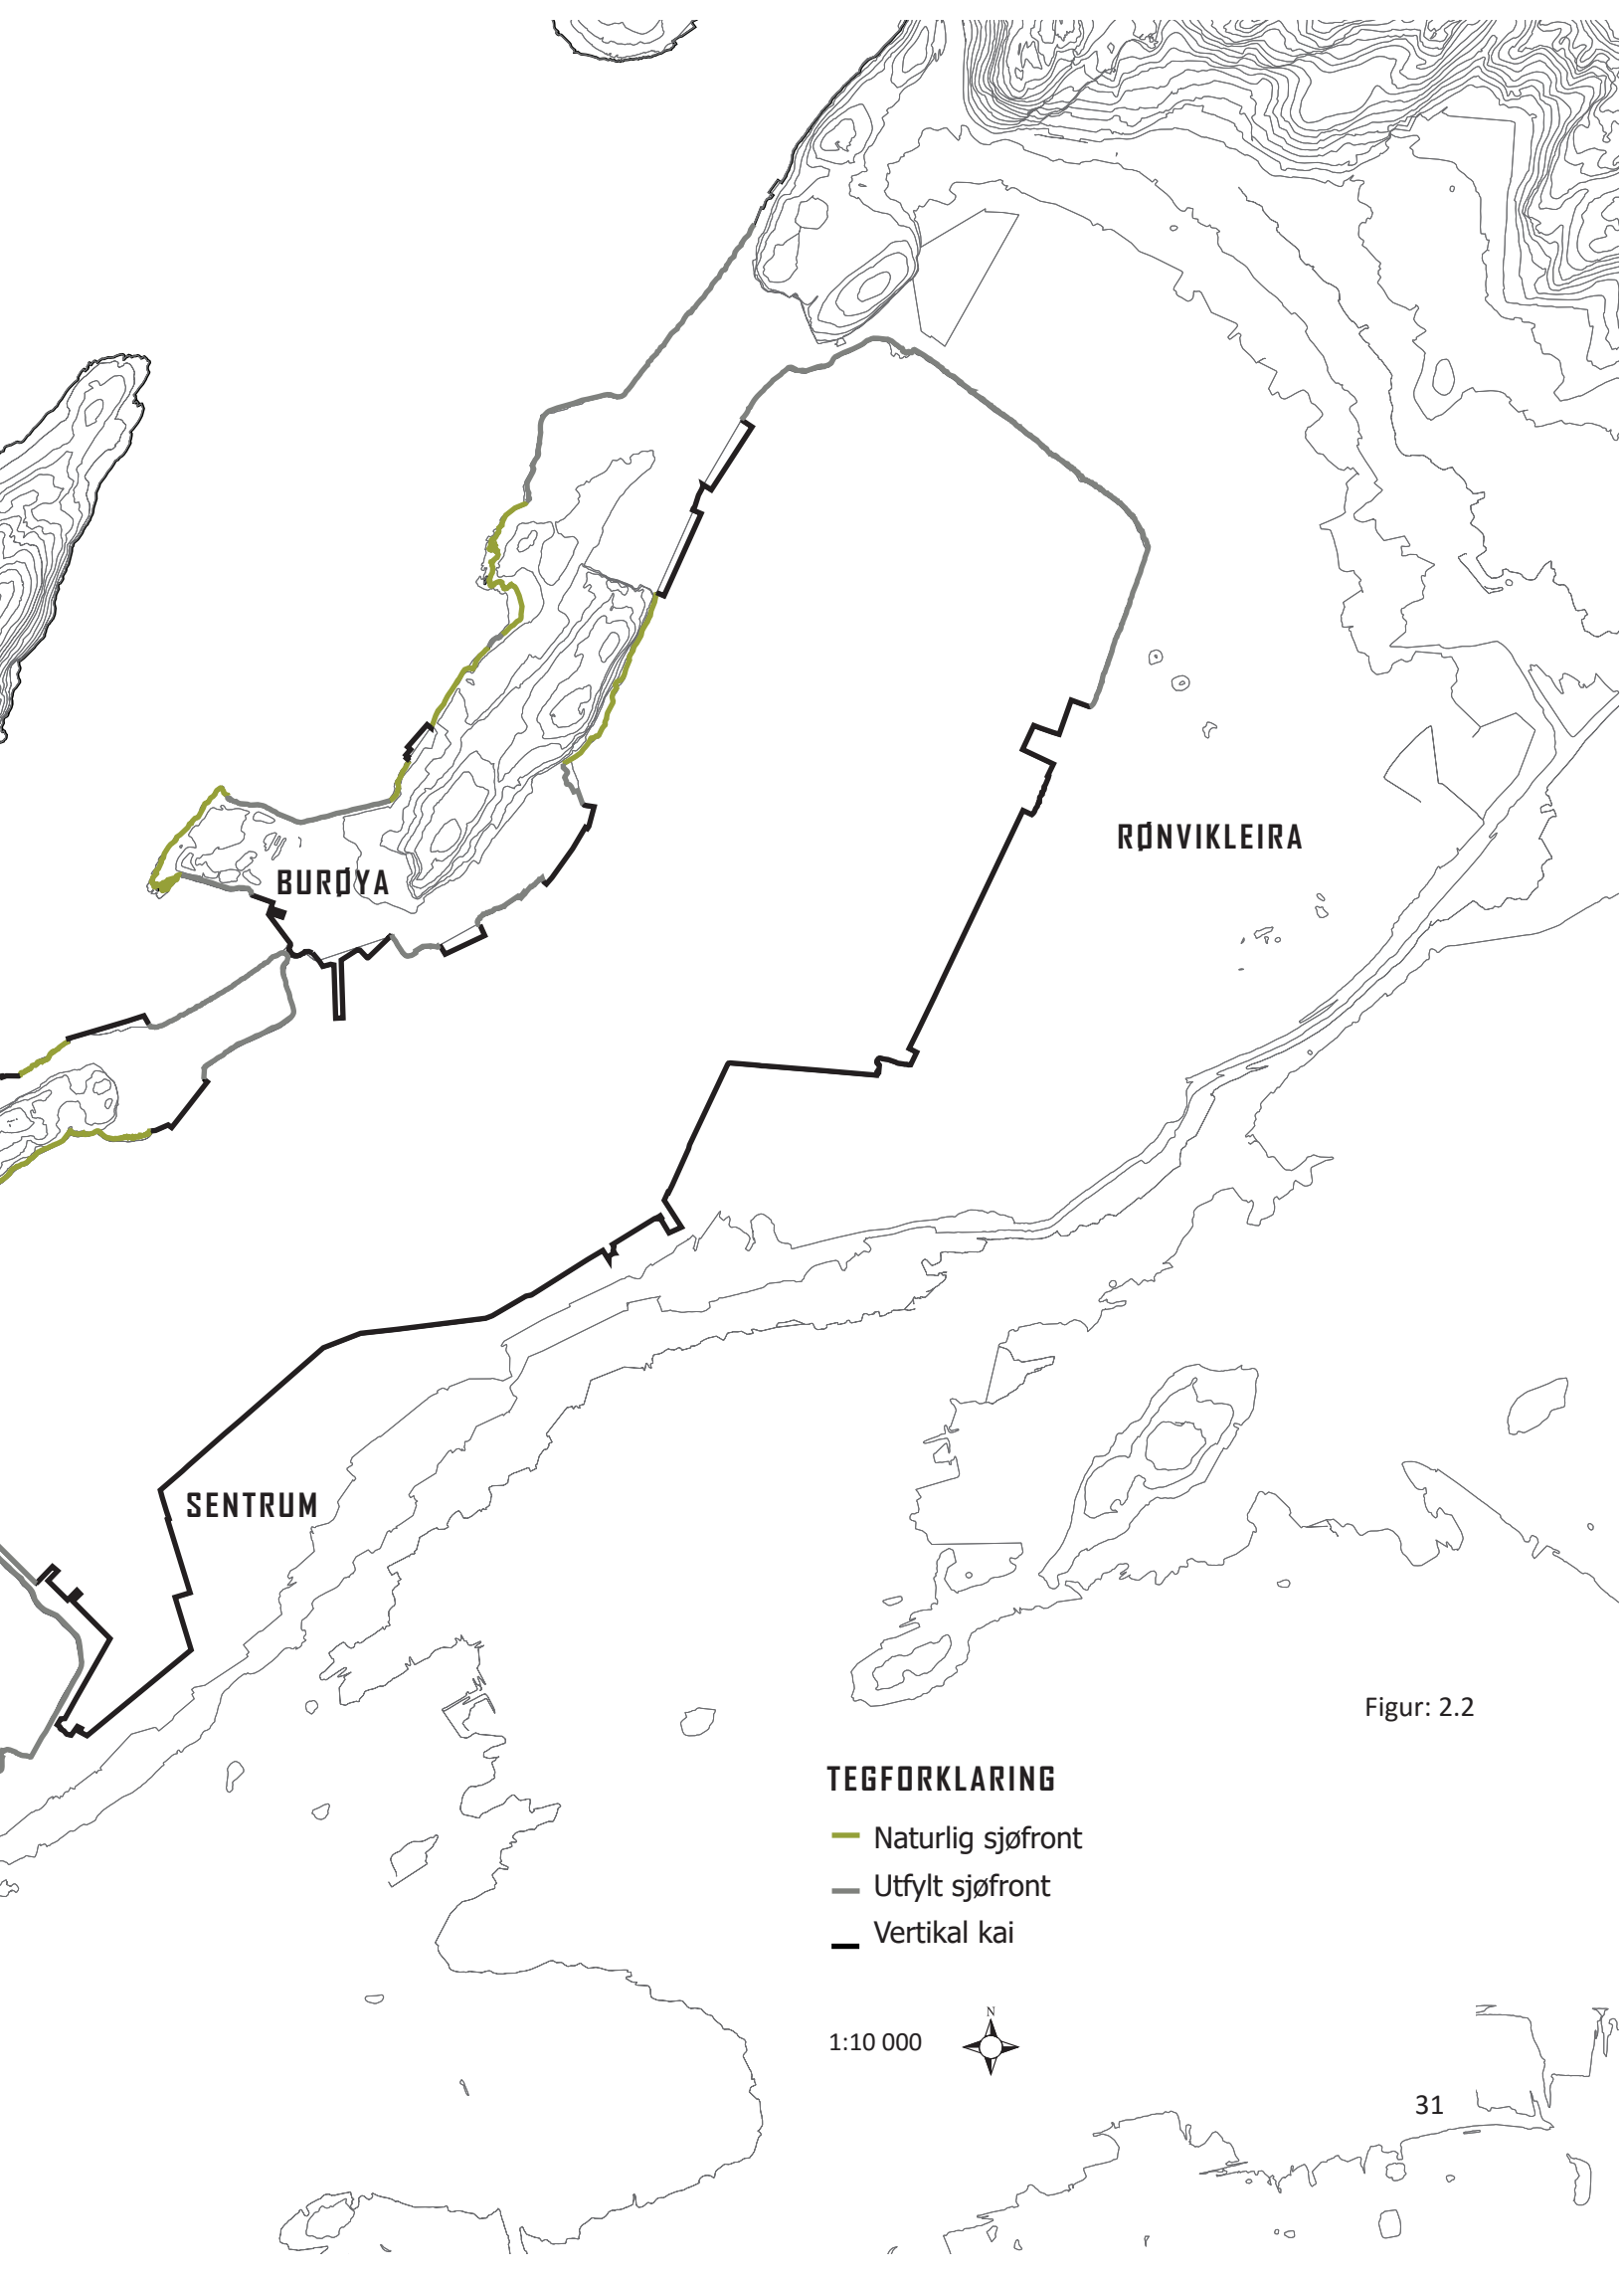 RØNVIKLEIRA
BURØYA
SENTRUM
Figur: 2.2
TEGFORKLARING
Naturlig sjøfront
Utfylt sjøfront
Vertikal kai
N
1:10 000
31